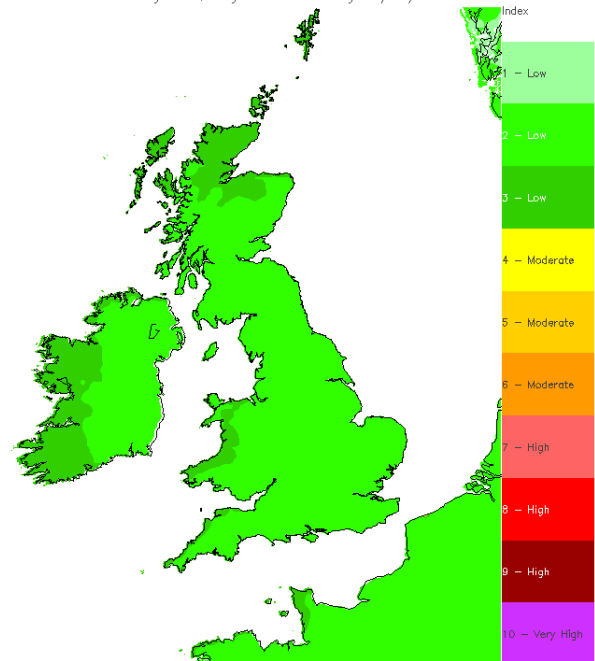 Index
1 – Low
2 – Low
3 – Low
4 – Moderate
5 – Moderate
6 – Moderate
7 – High
8 – High
9 – High
10 – Very High